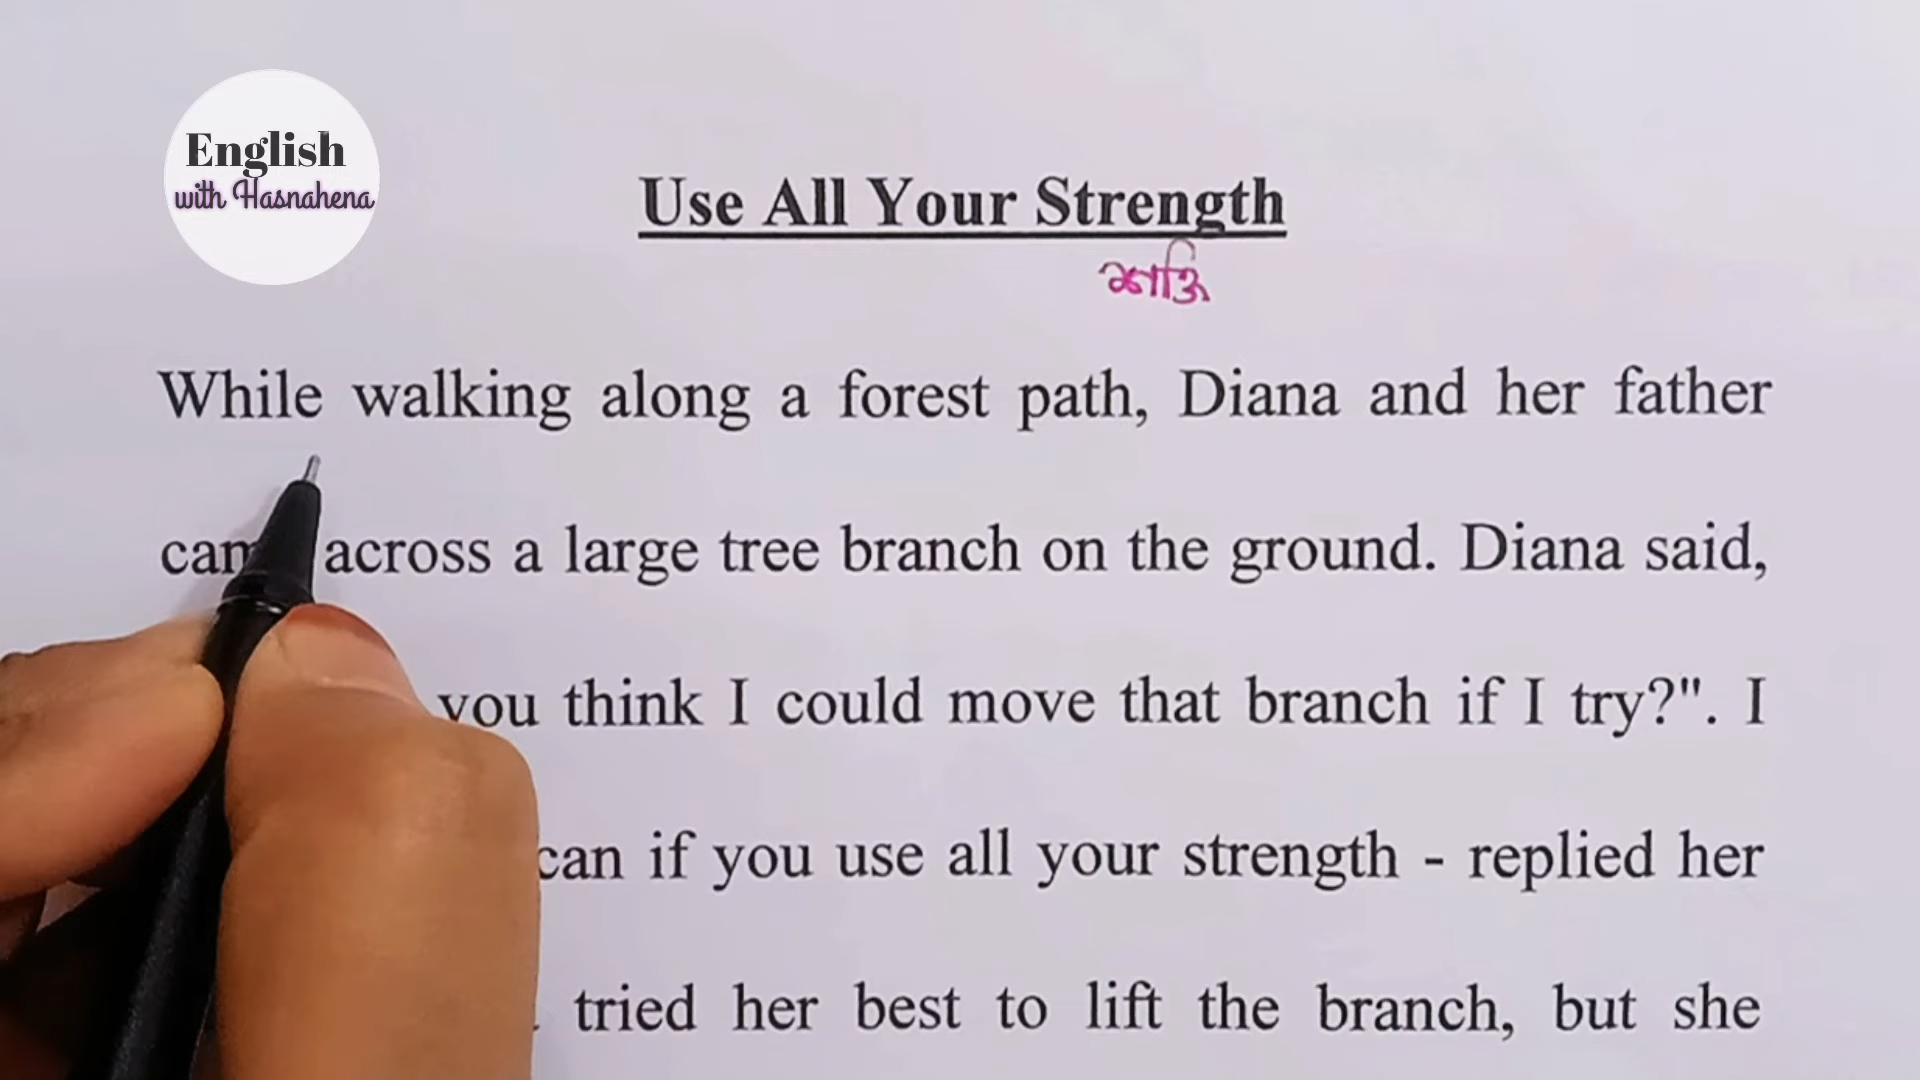 English
with Hasnahena
Use All Your Strength
শক্তি
While walking along a forest path, Diana and her father
across a large tree branch on the ground. Diana said,
you think I could move that branch if I try?". I
can if you use all your strength - replied her
tried her best to lift the branch, but she